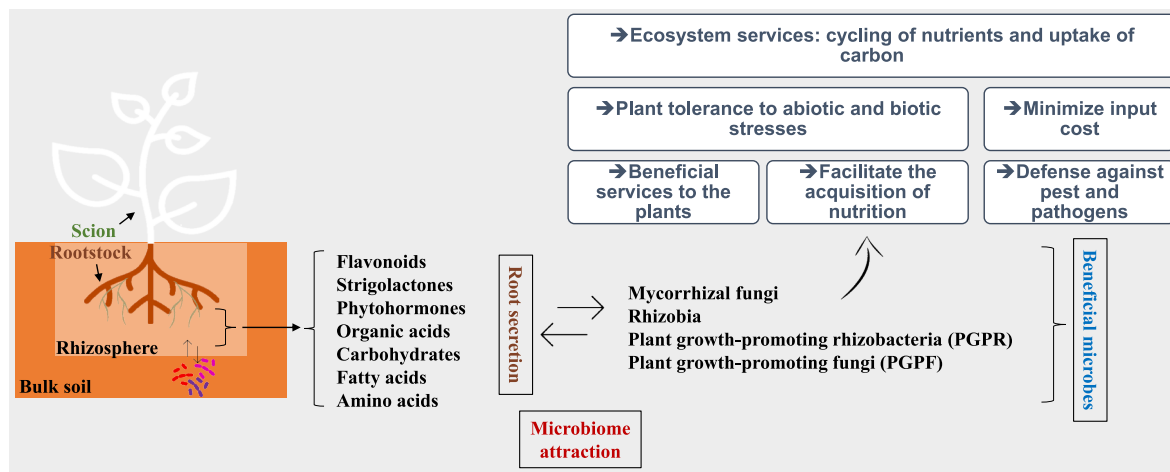 ➔Ecosystem services: cycling of nutrients and uptake of
carbon
➔Plant tolerance to abiotic and biotic
stresses
➔Minimize input
cost
➔Beneficial
services to the
plants
➔Facilitate the
acquisition of
nutrition
➔Defense against
pest and
pathogens
Scion
Rootstock
Rhizosphere
Bulk soil
Flavonoids
Strigolactones
Phytohormones
Organic acids
Carbohydrates
Fatty acids
Amino acids
Root secretion
Microbiome
attraction
Mycorrhizal fungi
Rhizobia
Plant growth-promoting rhizobacteria (PGPR)
Plant growth-promoting fungi (PGPF)
Beneficial microbes